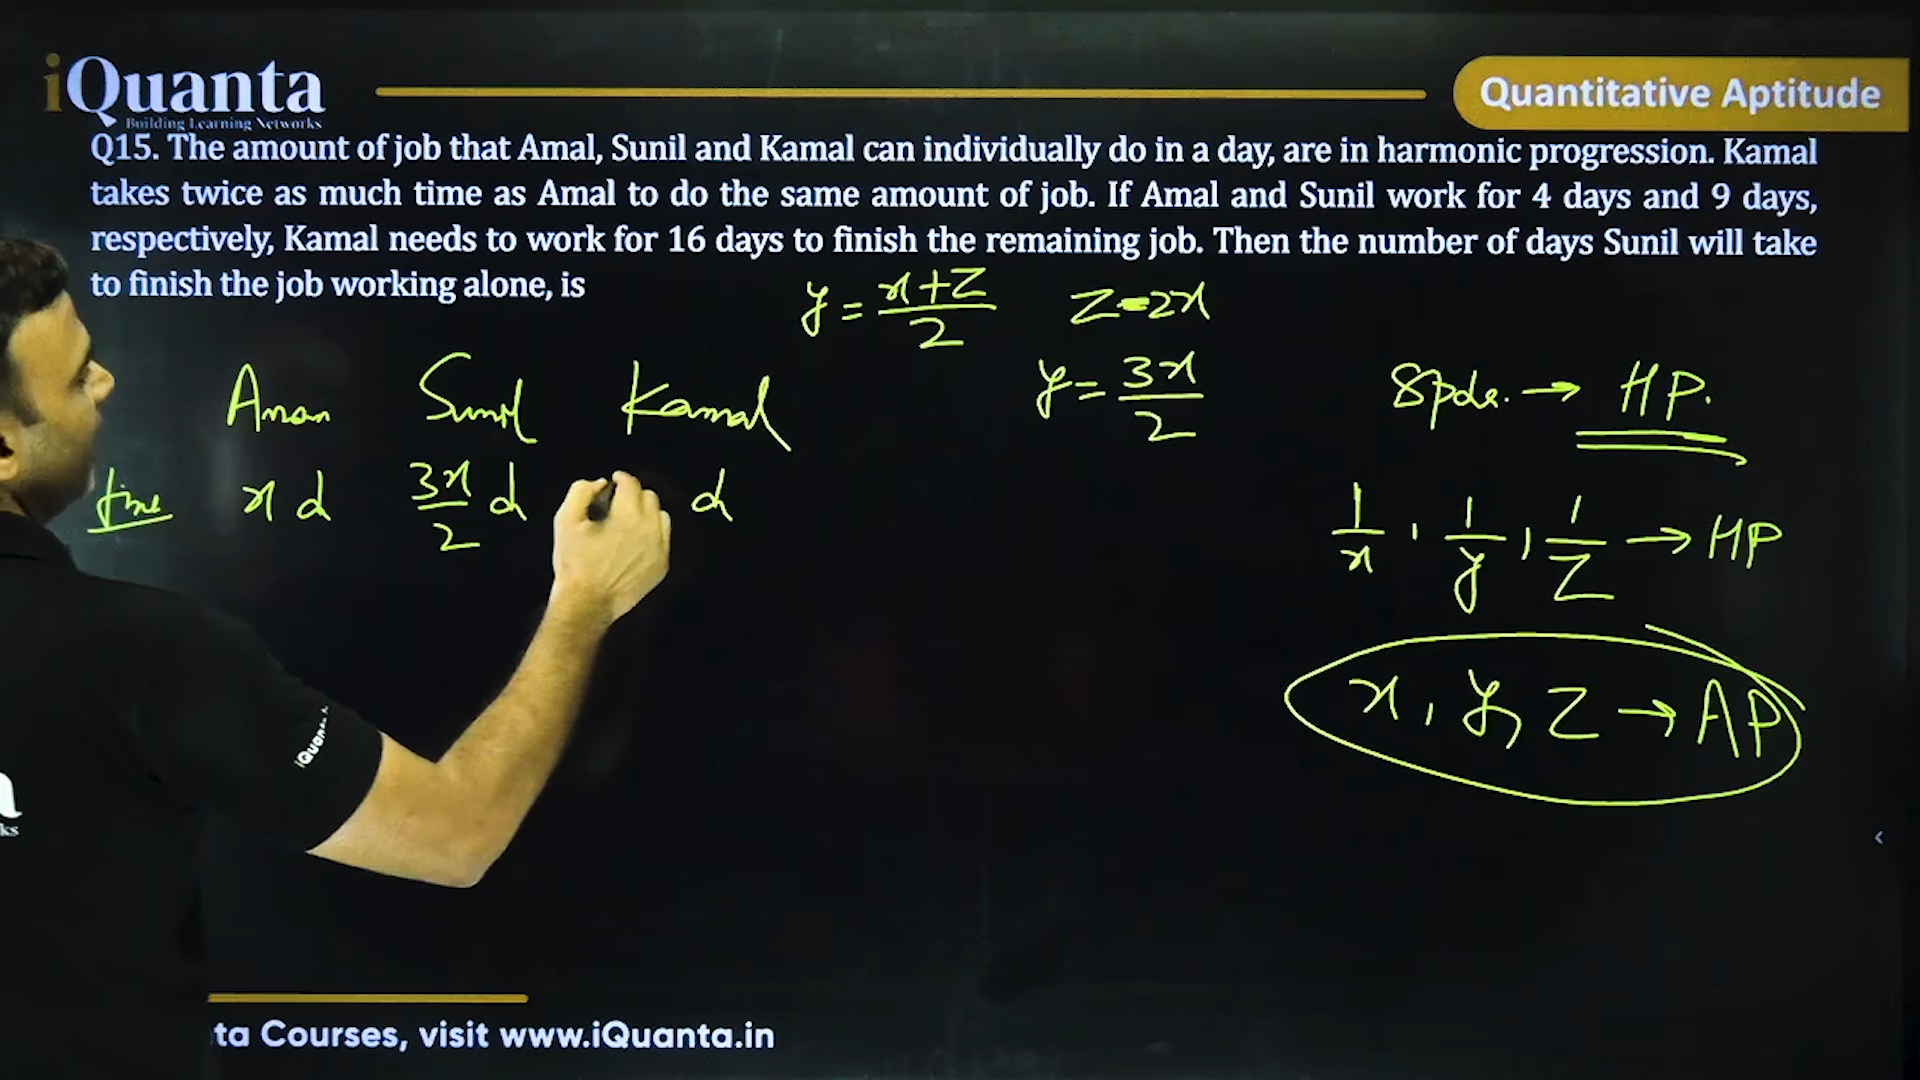 iQuanta
Building Learning Networks
Quantitative Aptitude
Q15. The amount of job that Amal, Sunil and Kamal can individually do in a day, are in harmonic progression. Kamal
takes twice as much time as Amal to do the same amount of job. If Amal and Sunil work for 4 days and 9 days,
respectively, Kamal needs to work for 16 days to finish the remaining job. Then the number of days Sunil will take
to finish the job working alone, is
y = (x+z)/2    z=2x
y = 3x/2
Aman   Sunil   Kamal
time   x d   3x/2 d   d
Spds. → HP.
1/x , 1/y , 1/z → HP
x, y, z → AP
iQuan
ks
ta Courses, visit www.iQuanta.in